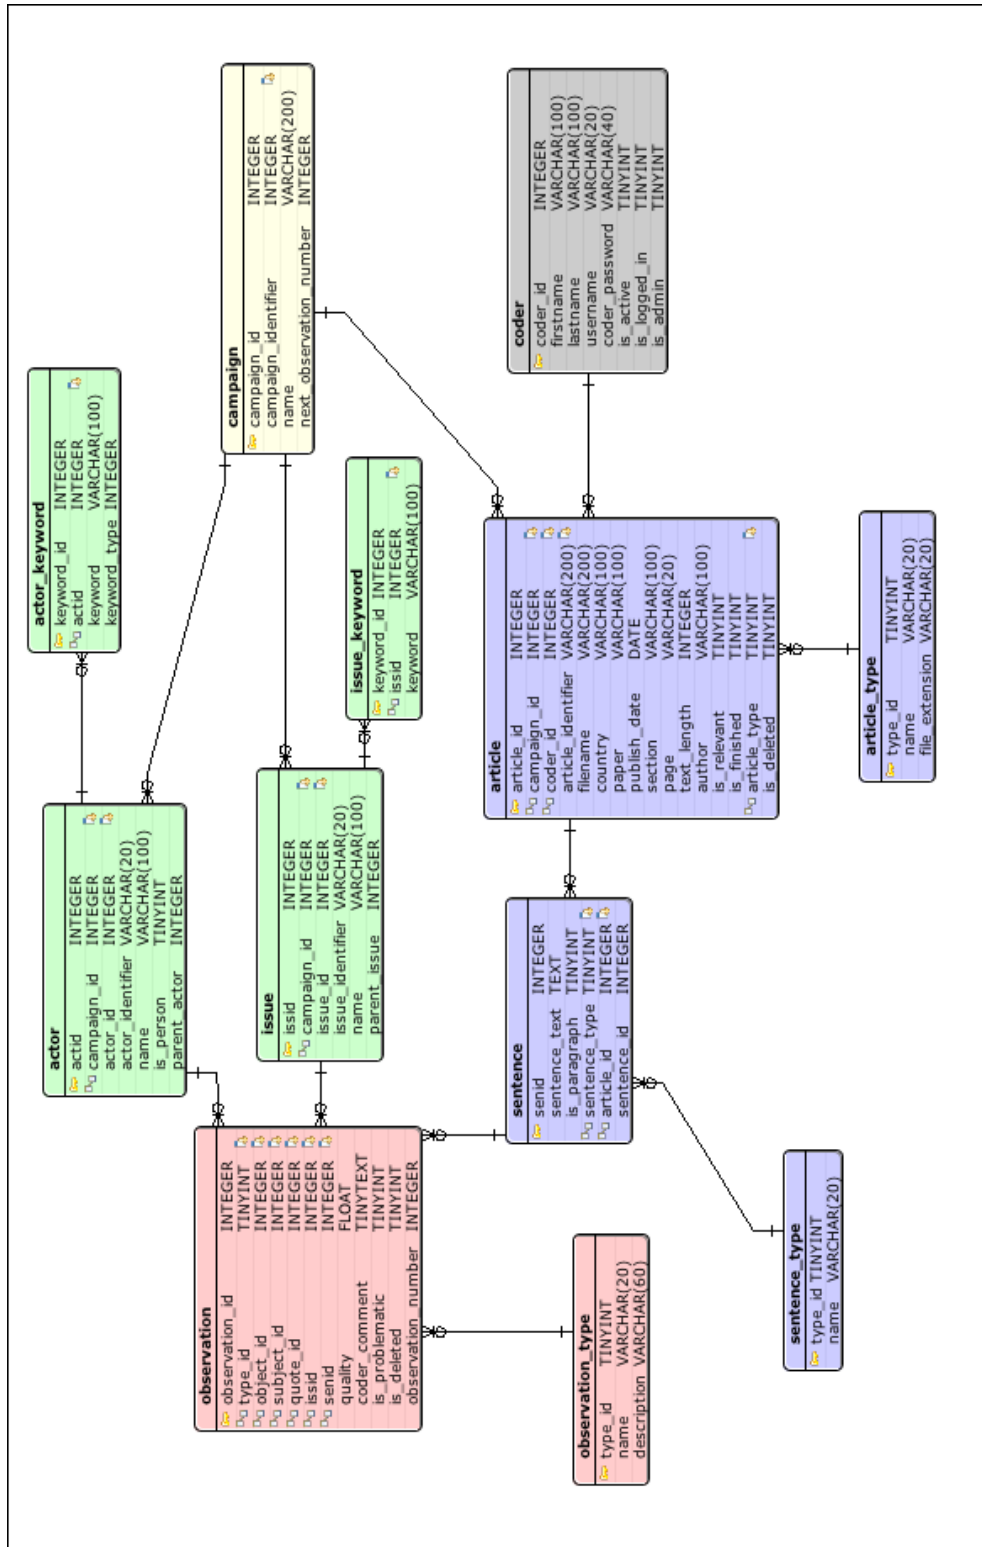 observation
observation_id INTEGER
type_id TINYINT
object_id INTEGER
subject_id INTEGER
quote_id INTEGER
issid INTEGER
senid INTEGER
quality FLOAT
coder_comment TINYTEXT
is_problematic TINYINT
is_deleted TINYINT
observation_number INTEGER
observation_type
type_id TINYINT
name VARCHAR(20)
description VARCHAR(60)
actor
actid INTEGER
campaign_id INTEGER
actor_id INTEGER
actor_identifier VARCHAR(20)
name VARCHAR(100)
is_person TINYINT
parent_actor INTEGER
issue
issid INTEGER
campaign_id INTEGER
issue_id INTEGER
issue_identifier VARCHAR(20)
name VARCHAR(100)
parent_issue INTEGER
sentence
senid INTEGER
sentence_text TEXT
is_paragraph TINYINT
sentence_type TINYINT
article_id INTEGER
sentence_id INTEGER
sentence_type
type_id TINYINT
name VARCHAR(20)
actor_keyword
keyword_id INTEGER
actid INTEGER
keyword VARCHAR(100)
keyword_type INTEGER
issue_keyword
keyword_id INTEGER
issid INTEGER
keyword VARCHAR(100)
article
article_id INTEGER
campaign_id INTEGER
coder_id INTEGER
article_identifier VARCHAR(200)
filename VARCHAR(200)
country VARCHAR(100)
paper VARCHAR(100)
publish_date DATE
section VARCHAR(100)
page VARCHAR(20)
text_length INTEGER
author VARCHAR(100)
is_relevant TINYINT
is_finished TINYINT
article_type TINYINT
is_deleted TINYINT
article_type
type_id TINYINT
name VARCHAR(20)
file_extension VARCHAR(20)
campaign
campaign_id INTEGER
campaign_identifier INTEGER
name VARCHAR(200)
next_observation_number INTEGER
coder
coder_id INTEGER
firstname VARCHAR(100)
lastname VARCHAR(100)
username VARCHAR(20)
coder_password VARCHAR(40)
is_active TINYINT
is_logged_in TINYINT
is_admin TINYINT